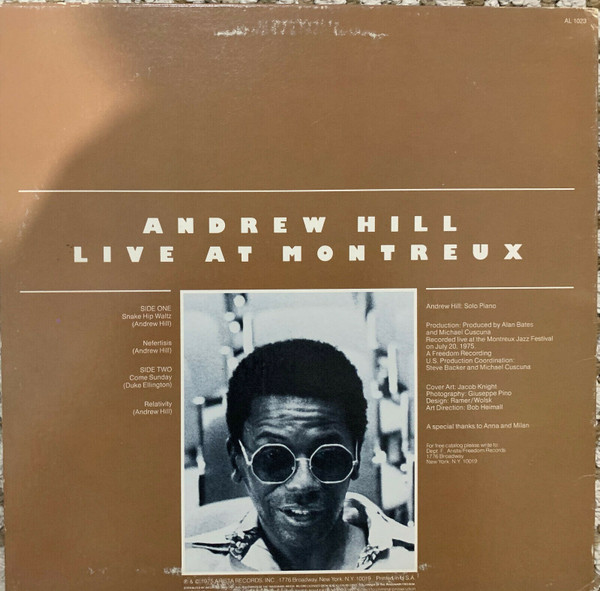 AL 1023
ANDREW HILL
LIVE AT MONTREUX
SIDE ONE
Snake Hip Waltz
(Andrew Hill)
Nefertisis
(Andrew Hill)
SIDE TWO
Come Sunday
(Duke Ellington)
Relativity
(Andrew Hill)
Andrew Hill: Solo Piano
Production: Produced by Alan Bates
and Michael Cuscuna
Recorded live at the Montreux Jazz Festival
on July 20, 1975.
A Freedom Recording
U.S. Production Coordination:
Steve Backer and Michael Cuscuna
Cover Art: Jacob Knight
Photography: Giuseppe Pino
Design: Ramer/Wolsk
Art Direction: Bob Heimall
A special thanks to Anna and Milan
For free catalog please write to:
Dept. F, Arista/Freedom Records
1776 Broadway
New York, N.Y. 10019
ARISTA RECORDS, INC. 1776 Broadway, New York, N.Y. 10019 Printed in U.S.A.